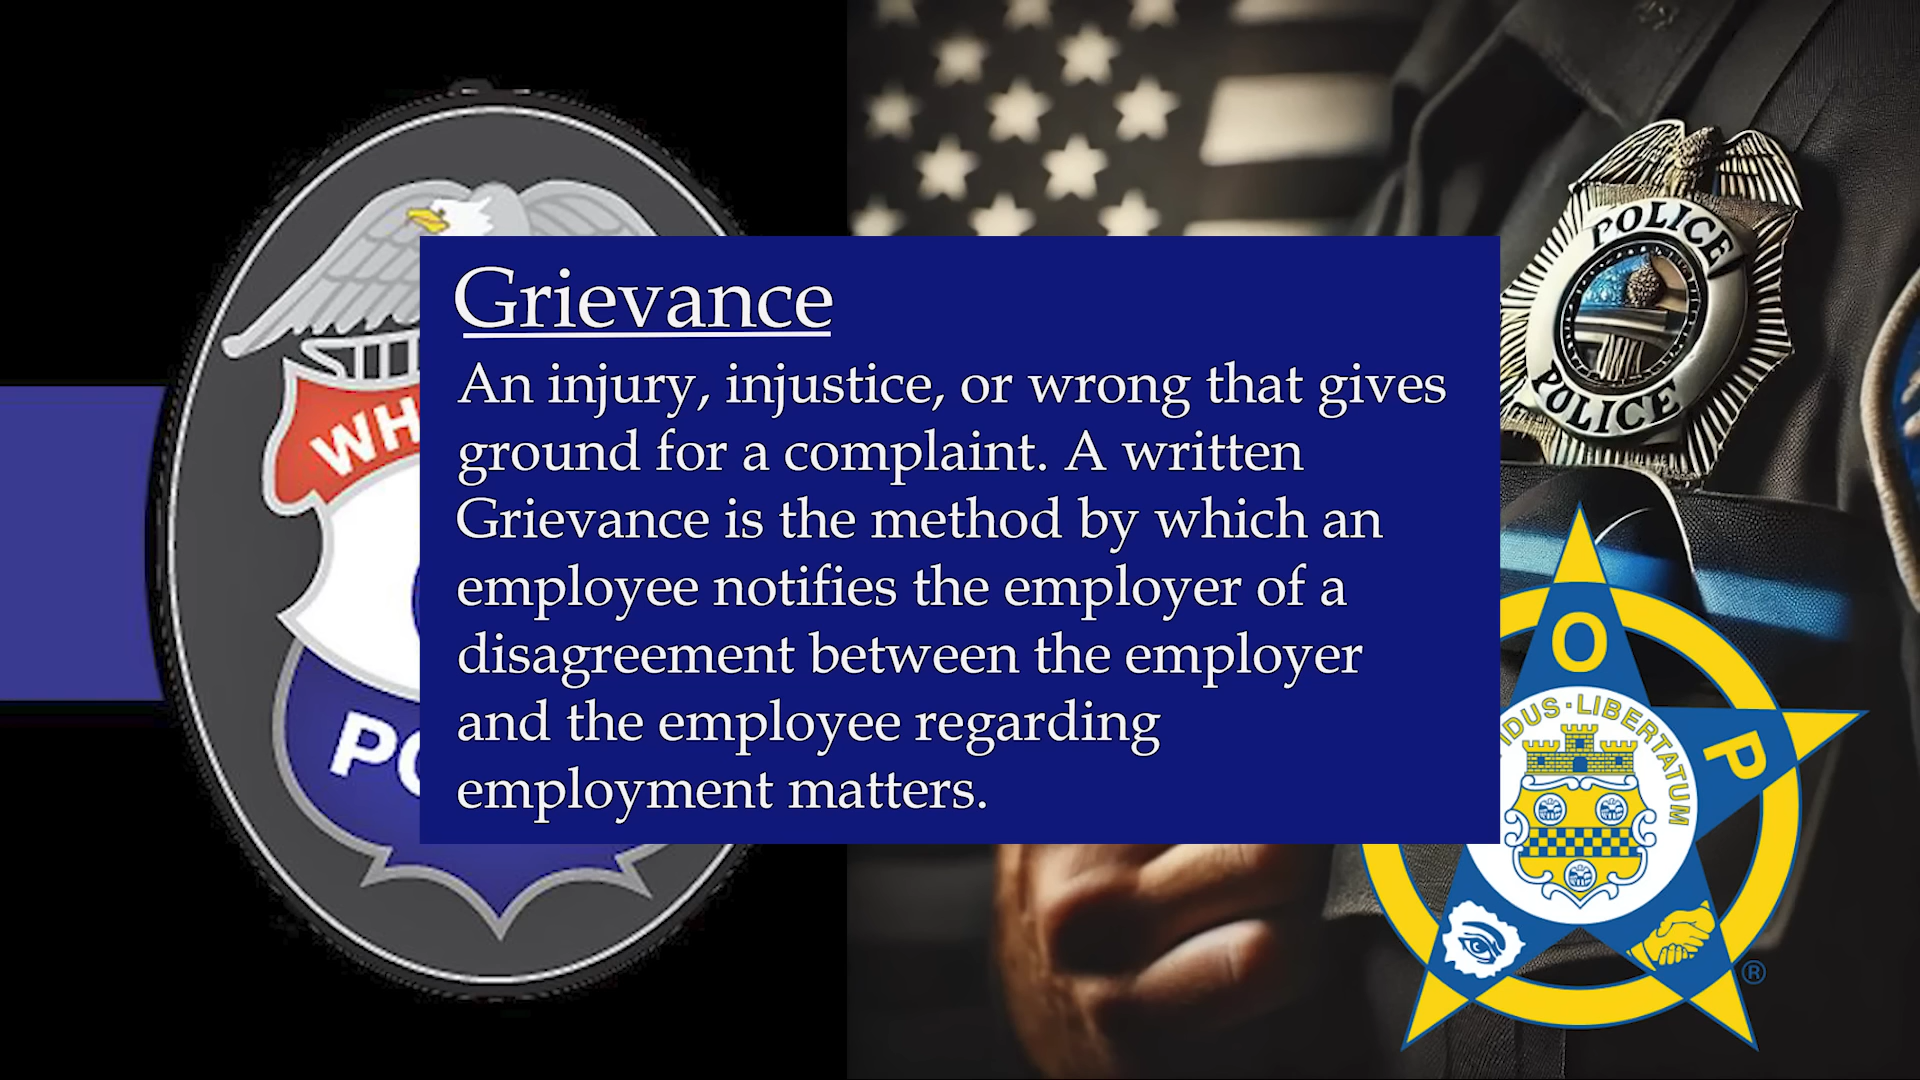 Grievance
An injury, injustice, or wrong that gives
ground for a complaint. A written
Grievance is the method by which an
employee notifies the employer of a
disagreement between the employer
and the employee regarding
employment matters.
POLICE
POLICE
O
P
LIBERTATUM
®